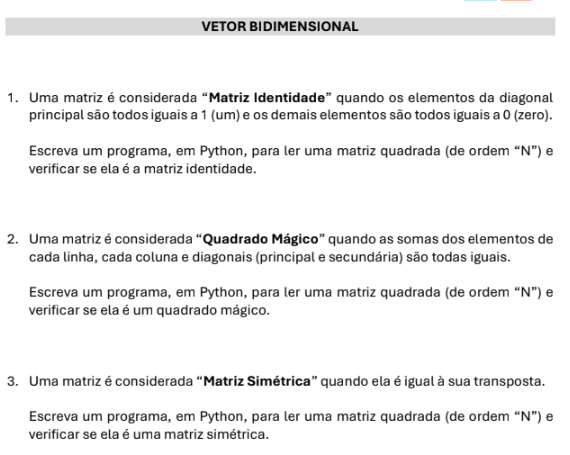 VETOR BIDIMENSIONAL
1. Uma matriz é considerada “Matriz Identidade” quando os elementos da diagonal
principal são todos iguais a 1 (um) e os demais elementos são todos iguais a 0 (zero).
Escreva um programa, em Python, para ler uma matriz quadrada (de ordem “N”) e
verificar se ela é a matriz identidade.
2. Uma matriz é considerada “Quadrado Mágico” quando as somas dos elementos de
cada linha, cada coluna e diagonais (principal e secundária) são todas iguais.
Escreva um programa, em Python, para ler uma matriz quadrada (de ordem “N”) e
verificar se ela é um quadrado mágico.
3. Uma matriz é considerada “Matriz Simétrica” quando ela é igual à sua transposta.
Escreva um programa, em Python, para ler uma matriz quadrada (de ordem “N”) e
verificar se ela é uma matriz simétrica.